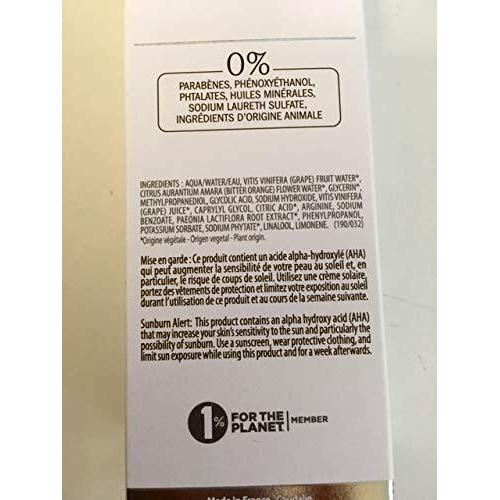 0%
PARABÈNES, PHÉNOXYÉTHANOL,
PHTALATES, HUILES MINÉRALES,
SODIUM LAURETH SULFATE,
INGRÉDIENTS D'ORIGINE ANIMALE
INGREDIENTS : AQUA/WATER/EAU, VITIS VINIFERA (GRAPE) FRUIT WATER*,
CITRUS AURANTIUM AMARA (BITTER ORANGE) FLOWER WATER*, GLYCERIN*,
METHYLPROPANEDIOL, GLYCOLIC ACID, SODIUM HYDROXIDE, VITIS VINIFERA
(GRAPE) JUICE*, CAPRYLYL GLYCOL, CITRIC ACID*, ARGININE, SODIUM
BENZOATE, PAEONIA LACTIFLORA ROOT EXTRACT*, PHENYLPROPANOL,
POTASSIUM SORBATE, SODIUM PHYTATE*, LINALOOL, LIMONENE. (190/032)
*Origine végétale - Origen vegetal - Plant origin.
Mise en garde : Ce produit contient un acide alpha-hydroxylé (AHA)
qui peut augmenter la sensibilité de votre peau au soleil et, en
particulier, le risque de coups de soleil. Utilisez une crème solaire,
portez des vêtements de protection et limitez votre exposition au soleil
durant l'utilisation de ce produit et au cours de la semaine suivante.
Sunburn Alert: This product contains an alpha hydroxy acid (AHA)
that may increase your skin's sensitivity to the sun and particularly the
possibility of sunburn. Use a sunscreen, wear protective clothing, and
limit sun exposure while using this product and for a week afterwards.
1% FOR THE
PLANET. MEMBER
Made in France - Caudalie